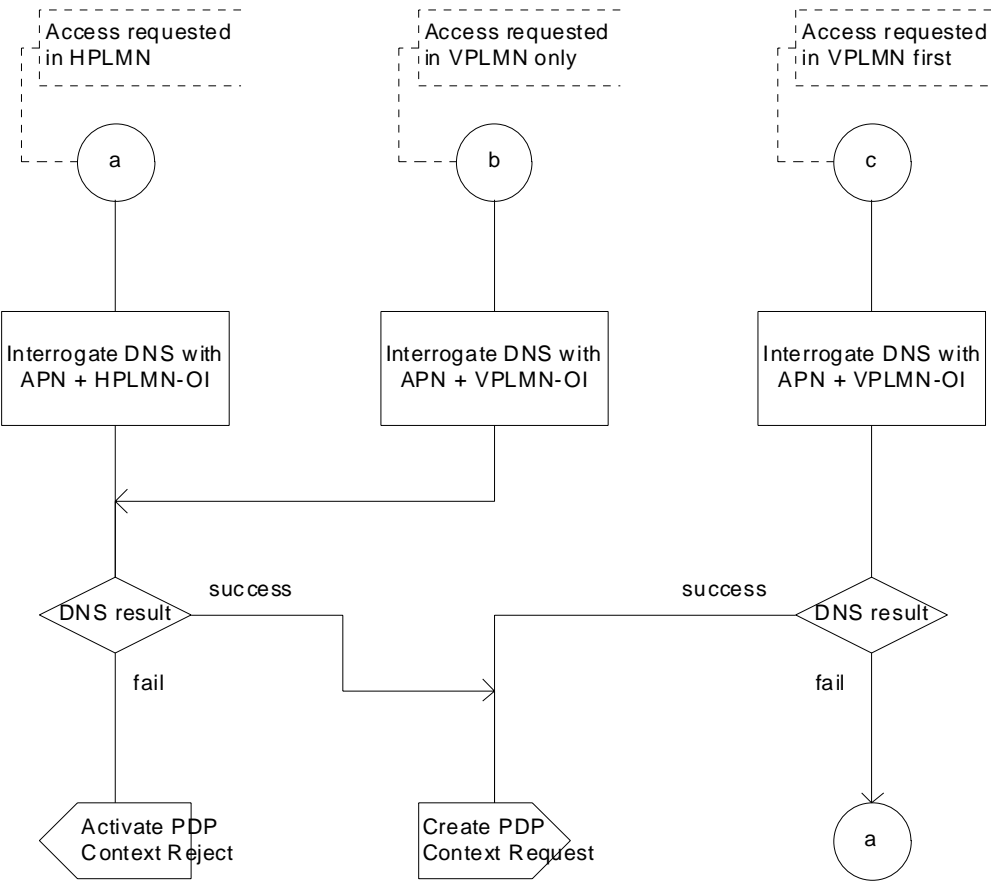 Access requested
in HPLMN
Access requested
in VPLMN only
Access requested
in VPLMN first
a
b
c
Interrogate DNS with
APN + HPLMN-OI
Interrogate DNS with
APN + VPLMN-OI
Interrogate DNS with
APN + VPLMN-OI
DNS result
success
success
DNS result
fail
fail
Activate PDP
Context Reject
Create PDP
Context Request
a